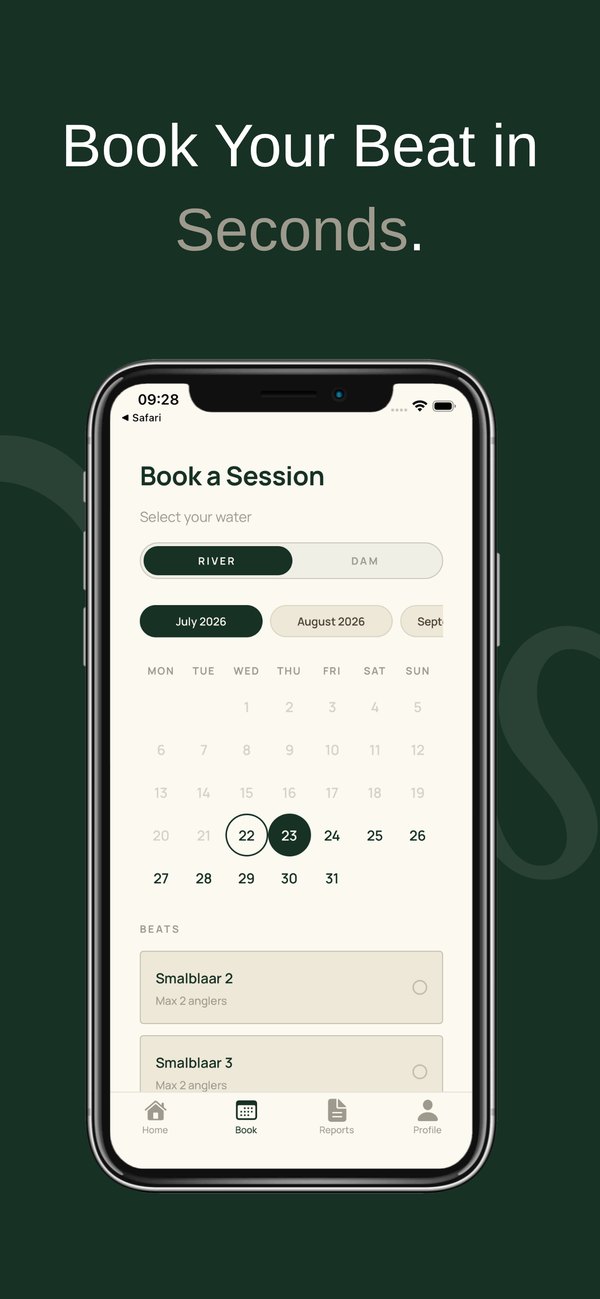 Book Your Beat in
Seconds.
09:28
◀ Safari
Book a Session
Select your water
RIVER DAM
July 2026 August 2026 Sept
MON TUE WED THU FRI SAT SUN
1 2 3 4 5
6 7 8 9 10 11 12
13 14 15 16 17 18 19
20 21 22 23 24 25 26
27 28 29 30 31
BEATS
Smalblaar 2
Max 2 anglers
Smalblaar 3
Max 2 anglers
Home Book Reports Profile